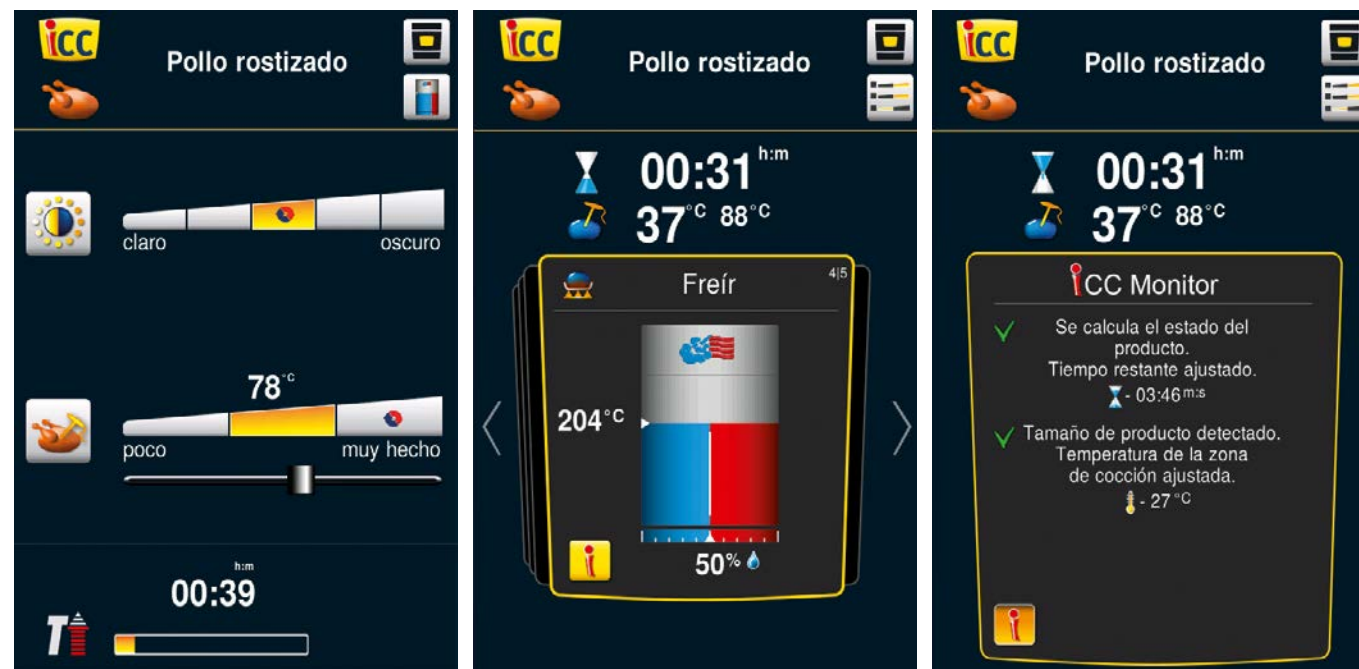 iCC
Pollo rostizado
claro
oscuro
78°C
poco
muy hecho
h:m
00:39
T
iCC
Pollo rostizado
00:31 h:m
37°C 88°C
Freír
4|5
204°C
i
50%
iCC
Pollo rostizado
00:31 h:m
37°C 88°C
iCC Monitor
Se calcula el estado del
producto.
Tiempo restante ajustado.
- 03:46 m:s
Tamaño de producto detectado.
Temperatura de la zona
de cocción ajustada.
- 27 °C
i